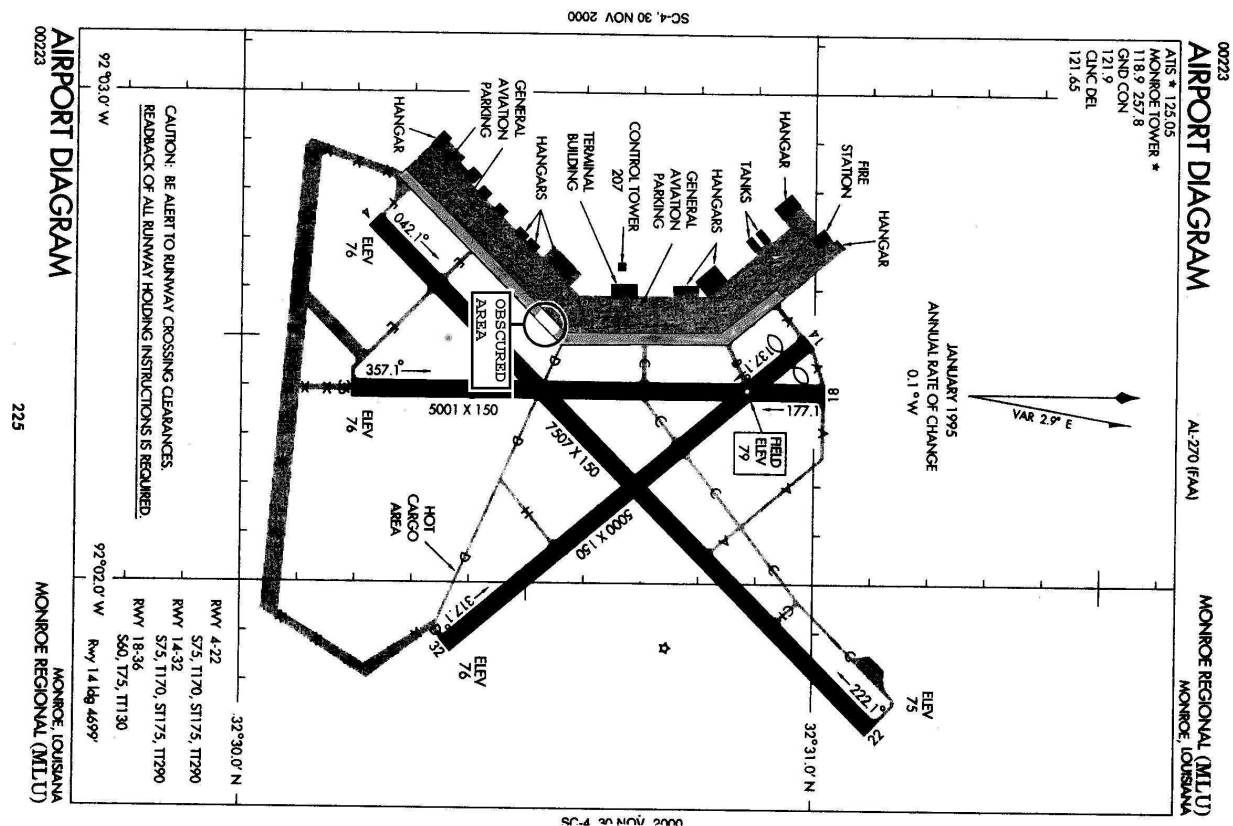 00223
AIRPORT DIAGRAM
AL-270 (FAA)
MONROE REGIONAL (MLU)
MONROE, LOUISIANA
ATIS * 125.05
MONROE TOWER *
118.9 257.8
GND CON
121.9
CLNC DEL
121.65
JANUARY 1995
ANNUAL RATE OF CHANGE
0.1° W
VAR 2.9° E
HANGAR
FIRE
STATION
HANGAR
TANKS
HANGARS
GENERAL
AVIATION
PARKING
CONTROL TOWER
207
TERMINAL
BUILDING
HANGARS
GENERAL
AVIATION
PARKING
HANGAR
14
137.1°
18
177.1
A
A
A
B
C
C
C
C
D
D
D
E
F
F
H
FIELD
ELEV
79
32°31.0' N
ELEV
75
222.1°
22
5000 X 150
7507 X 150
5001 X 150
OBSCURED
AREA
042.1°
ELEV
76
357.1°
ELEV
76
HOT
CARGO
AREA
317.1°
32
ELEV
76
32°30.0' N
92°03.0' W
92°02.0' W
CAUTION: BE ALERT TO RUNWAY CROSSING CLEARANCES.
READBACK OF ALL RUNWAY HOLDING INSTRUCTIONS IS REQUIRED.
RWY 4-22
S75, T170, ST175, TT290
RWY 14-32
S75, T170, ST175, TT290
RWY 18-36
S60, T75, TT130
Rwy 14 ldg 4699'
AIRPORT DIAGRAM
00223
225
MONROE, LOUISIANA
MONROE REGIONAL (MLU)
SC-4, 30 NOV 2000
SC-4, 30 NOV 2000